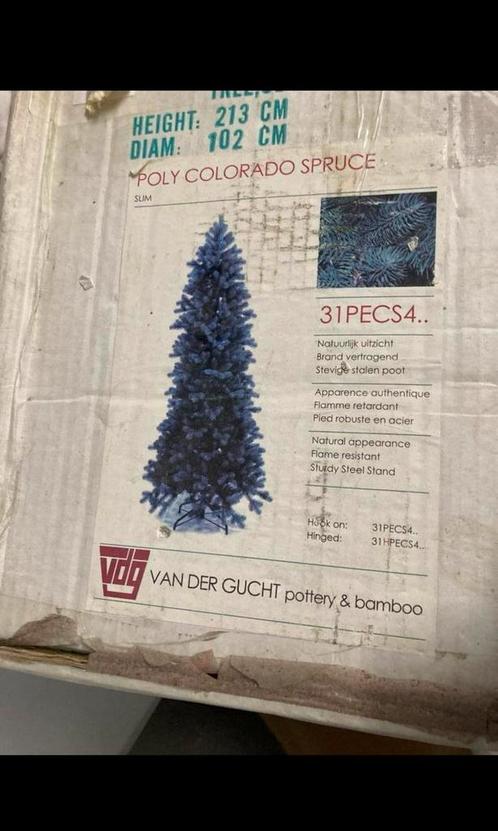 HEIGHT: 213 CM
DIAM: 102 CM
POLY COLORADO SPRUCE
SLIM
31PECS4..
Natuurlijk uitzicht
Brand vertragend
Stevige stalen poot
Apparence authentique
Flamme retardant
Pied robuste en acier
Natural appearance
Flame resistant
Sturdy Steel Stand
Hook on: 31PECS4..
Hinged: 31HPECS4..
vdg VAN DER GUCHT pottery & bamboo